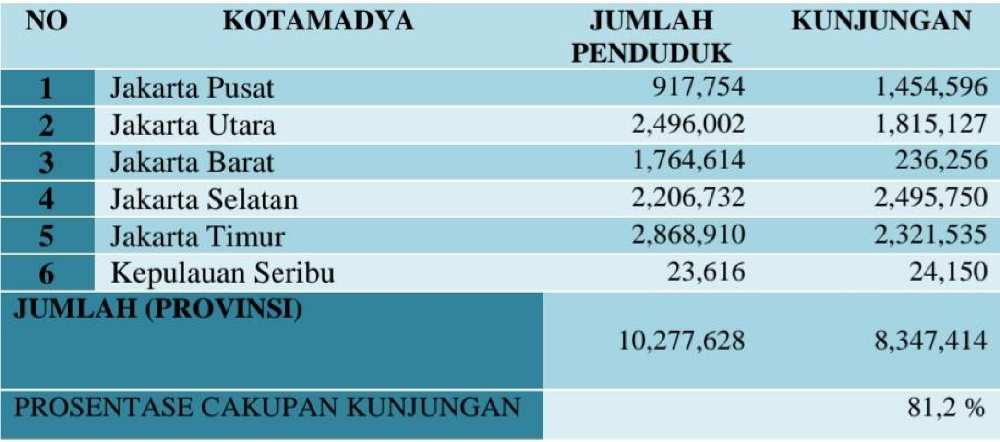 NO KOTAMADYA JUMLAH PENDUDUK KUNJUNGAN
1 Jakarta Pusat 917,754 1,454,596
2 Jakarta Utara 2,496,002 1,815,127
3 Jakarta Barat 1,764,614 236,256
4 Jakarta Selatan 2,206,732 2,495,750
5 Jakarta Timur 2,868,910 2,321,535
6 Kepulauan Seribu 23,616 24,150
JUMLAH (PROVINSI) 10,277,628 8,347,414
PROSENTASE CAKUPAN KUNJUNGAN 81,2 %